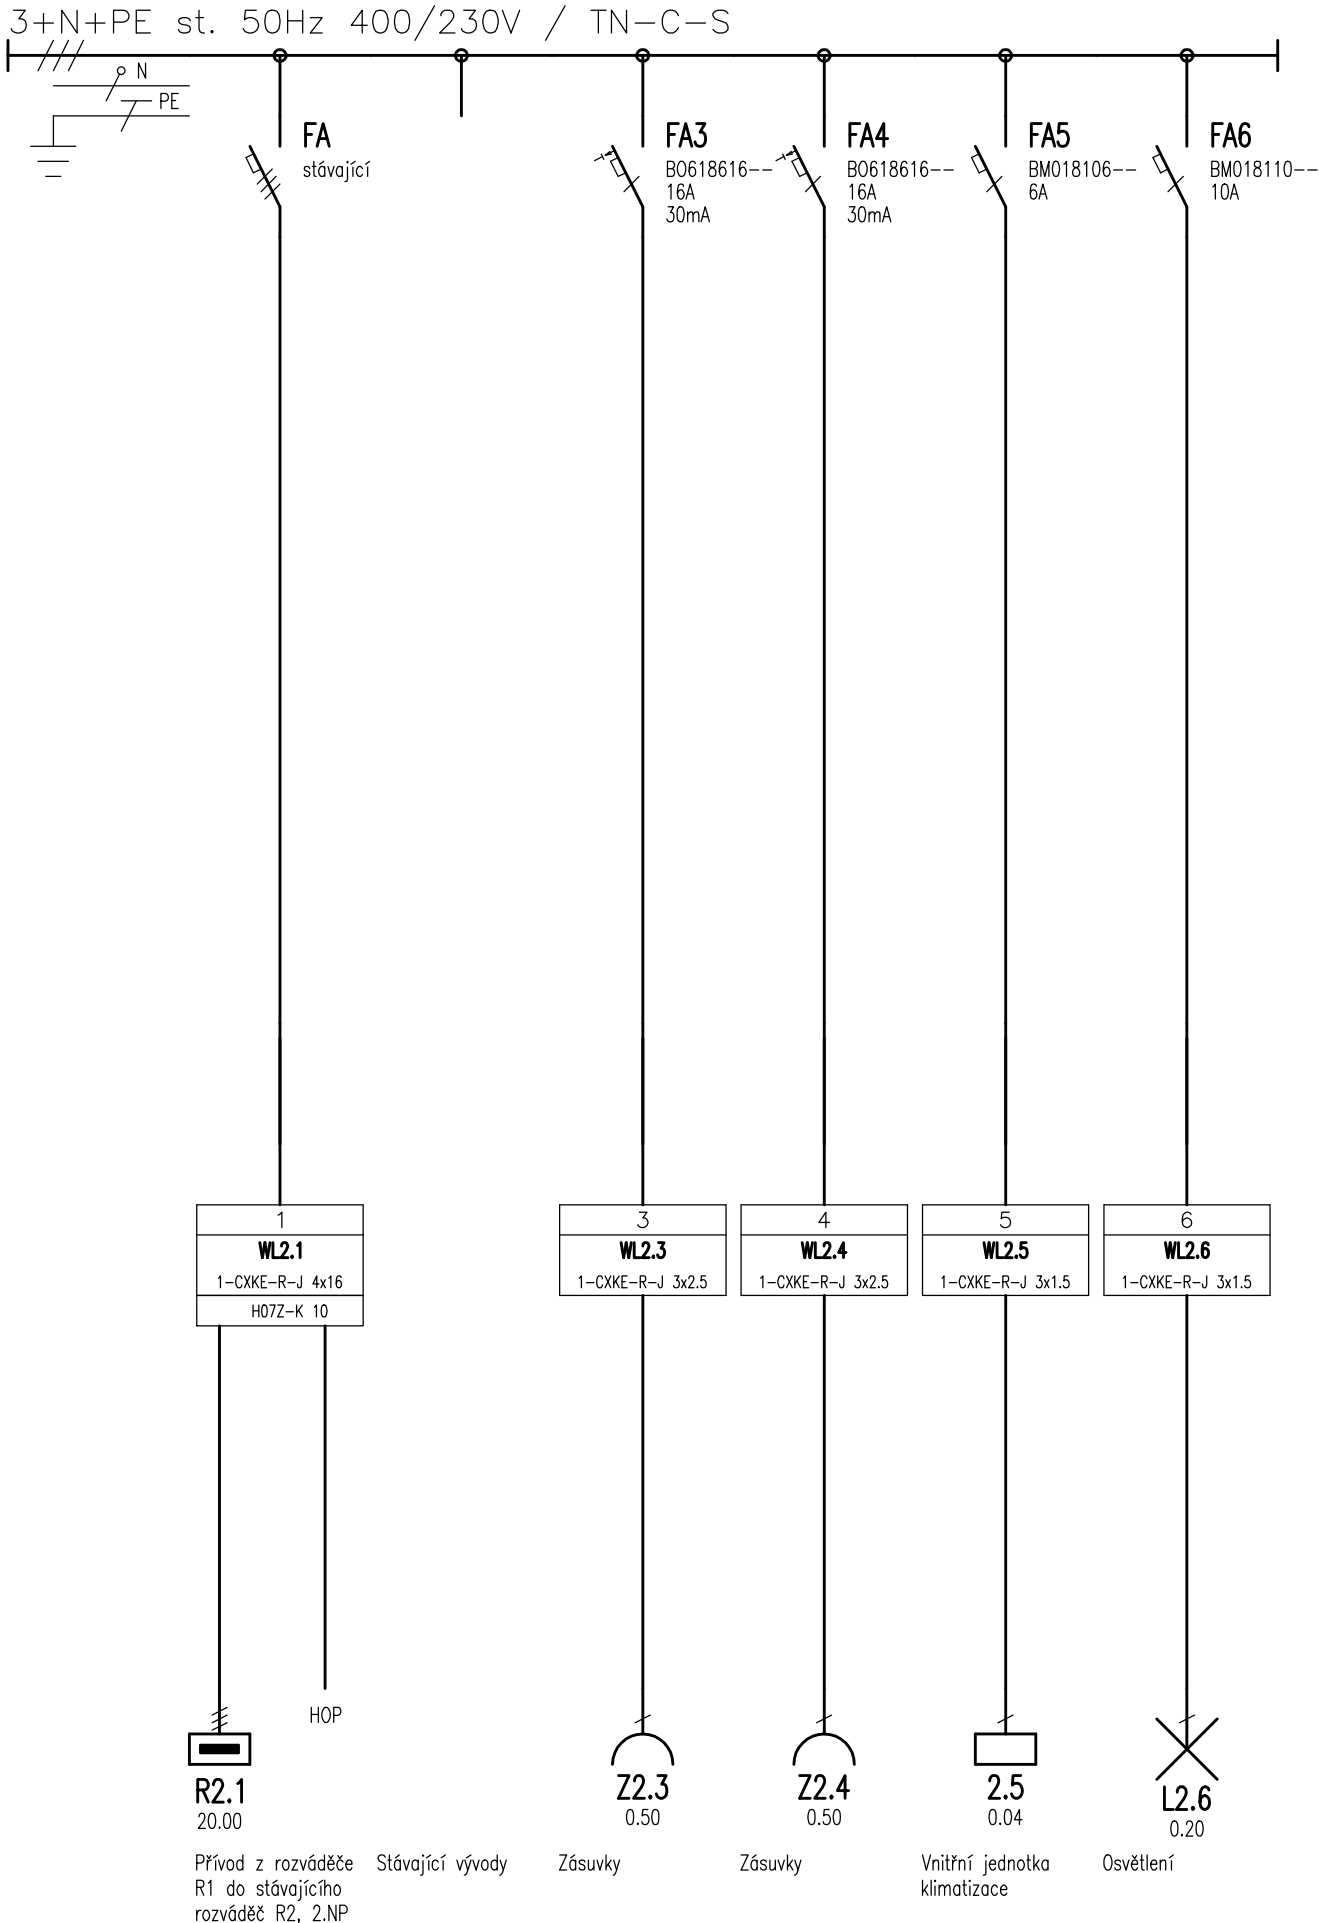 3+N+PE st. 50Hz 400/230V / TN-C-S
N
PE
FA
stávající
FA3
BO618616--
16A
30mA
FA4
BO618616--
16A
30mA
FA5
BM018106--
6A
FA6
BM018110--
10A
1
WL2.1
1-CXKE-R-J 4x16
H07Z-K 10
3
WL2.3
1-CXKE-R-J 3x2.5
4
WL2.4
1-CXKE-R-J 3x2.5
5
WL2.5
1-CXKE-R-J 3x1.5
6
WL2.6
1-CXKE-R-J 3x1.5
HOP
R2.1
20.00
Z2.3
0.50
Z2.4
0.50
2.5
0.04
L2.6
0.20
Přívod z rozváděče
R1 do stávajícího
rozváděč R2, 2.NP
Stávající vývody
Zásuvky
Zásuvky
Vnitřní jednotka
klimatizace
Osvětlení